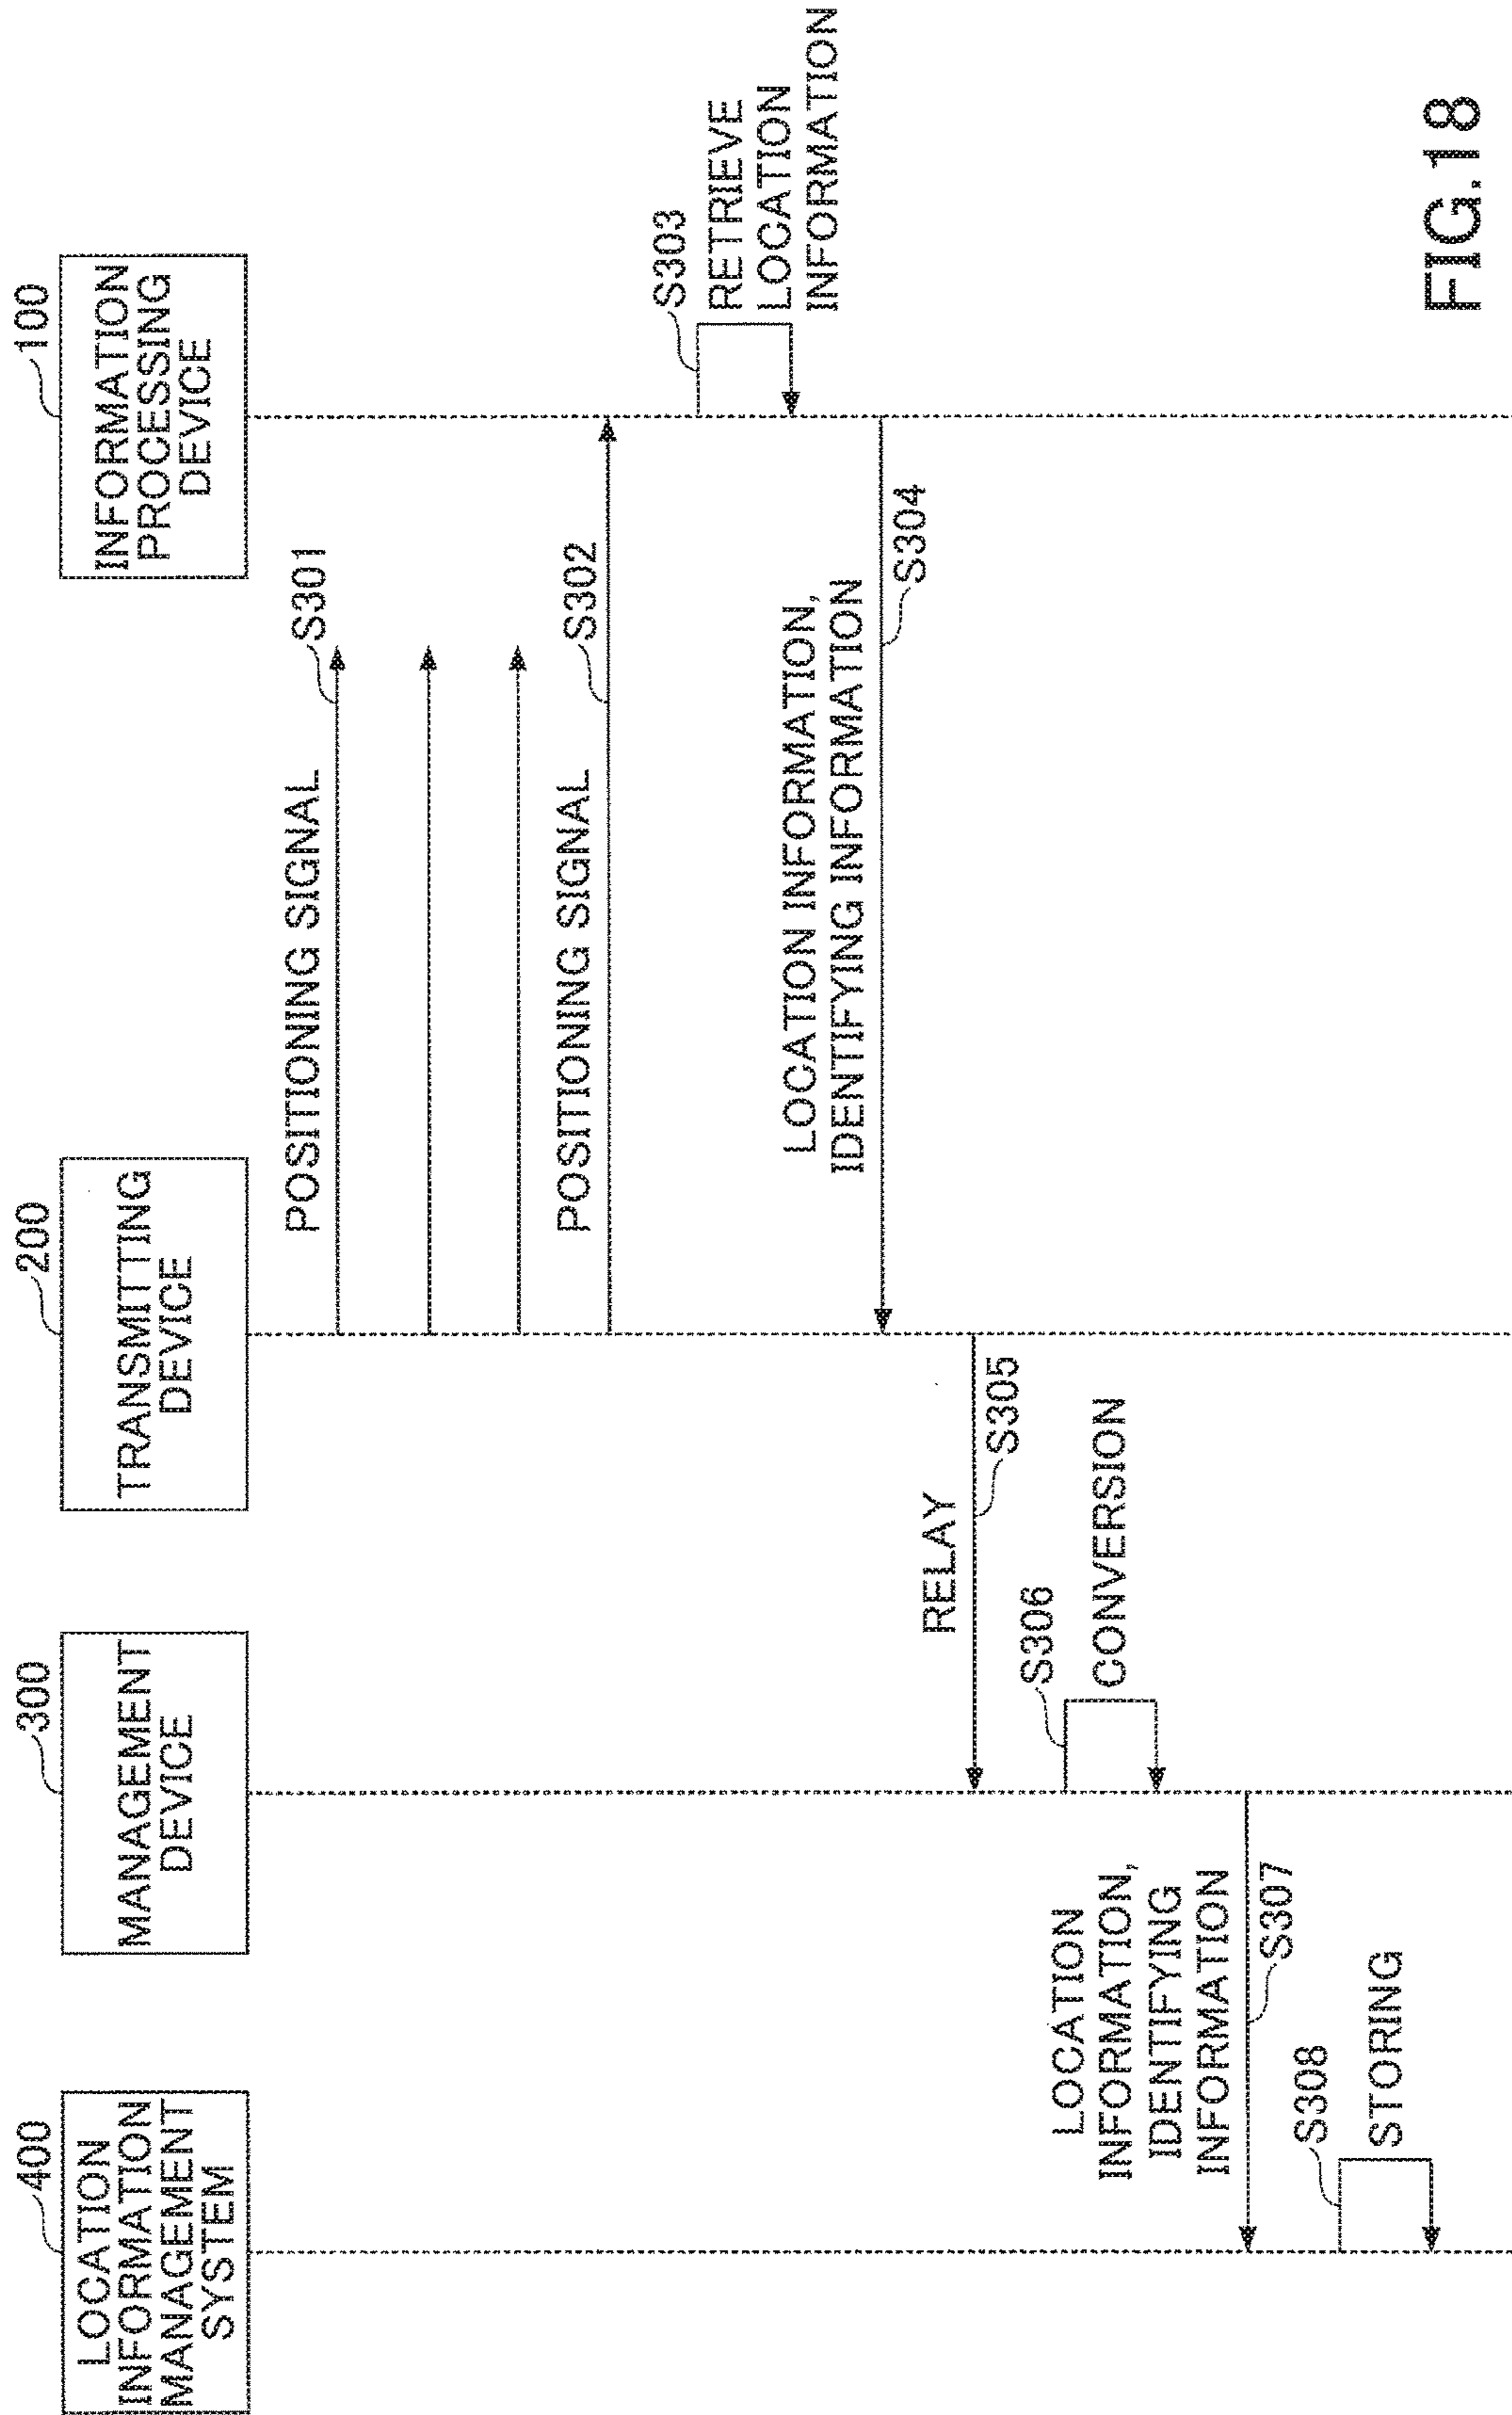 400
LOCATION
INFORMATION
MANAGEMENT
SYSTEM
300
MANAGEMENT
DEVICE
200
TRANSMITTING
DEVICE
100
INFORMATION
PROCESSING
DEVICE
POSITIONING SIGNAL
S301
POSITIONING SIGNAL
S302
S303
RETRIEVE
LOCATION
INFORMATION
LOCATION INFORMATION,
IDENTIFYING INFORMATION
S304
RELAY
S305
S306
CONVERSION
LOCATION
INFORMATION,
IDENTIFYING
INFORMATION
S307
S308
STORING
FIG.18